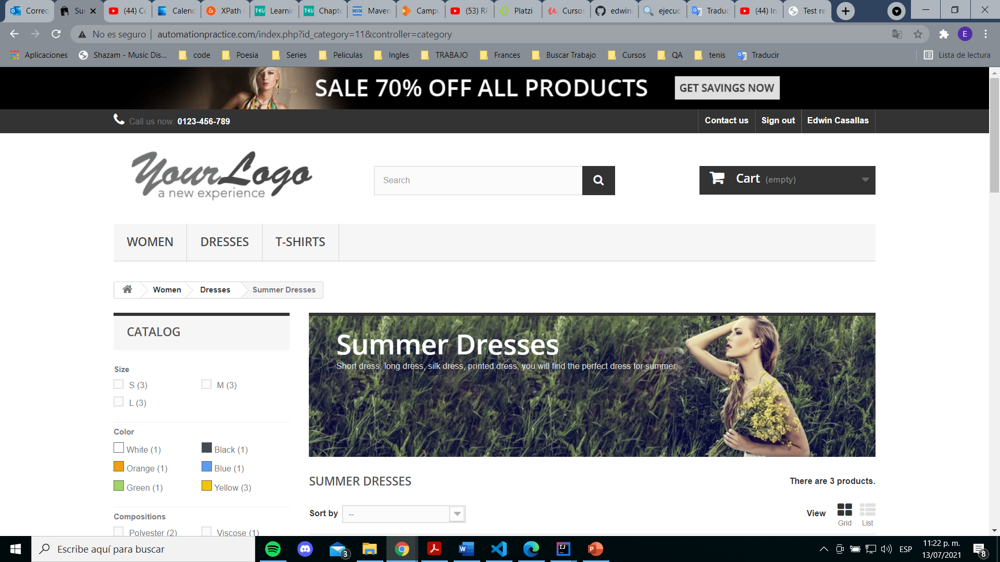 Correc
Sur
(44) Co
Calend
XPath
Learnin
Chapte
Maven
Campu
(53) RF
Platzi
Cursos
edwin
ejecuc
Traduc
(44) In
Test re
No es seguro
automationpractice.com/index.php?id_category=11&controller=category
E
Aplicaciones
Shazam - Music Dis...
code
Poesia
Series
Peliculas
Ingles
TRABAJO
Frances
Buscar Trabajo
Cursos
QA
tenis
Traducir
Lista de lectura
SALE 70% OFF ALL PRODUCTS
GET SAVINGS NOW
Call us now: 0123-456-789
Contact us
Sign out
Edwin Casallas
Your Logo
a new experience
Search
Cart (empty)
WOMEN
DRESSES
T-SHIRTS
Women
Dresses
Summer Dresses
CATALOG
Size
S (3)
M (3)
L (3)
Color
White (1)
Black (1)
Orange (1)
Blue (1)
Green (1)
Yellow (3)
Compositions
Polyester (2)
Viscose (1)
Summer Dresses
Short dress, long dress, silk dress, printed dress, you will find the perfect dress for summer.
SUMMER DRESSES
There are 3 products.
Sort by
--
View
Grid
List
Escribe aquí para buscar
3
ESP
11:22 p. m.
13/07/2021
8